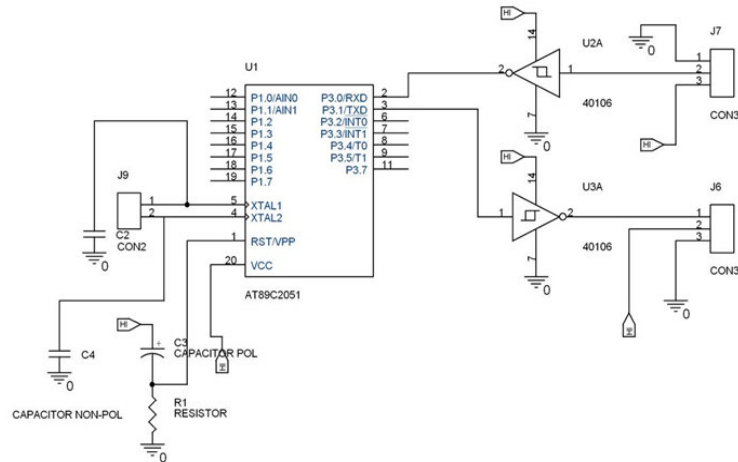 HI
14
U2A
2
1
7
40106
0
J7
0
1
2
3
HI
CON3
U1
12 P1.0/AIN0 P3.0/RXD 2
13 P1.1/AIN1 P3.1/TXD 3
14 P1.2 P3.2/INT0 6
15 P1.3 P3.3/INT1 7
16 P1.4 P3.4/T0 8
17 P1.5 P3.5/T1 9
18 P1.6 P3.7 11
19 P1.7
5 XTAL1
4 XTAL2
1 RST/VPP
20 VCC
AT89C2051
J9
1
2
C2
CON2
0
HI
14
U3A
1
2
7
40106
0
J6
1
2
3
CON3
HI
0
HI
C3
CAPACITOR POL
HI
C4
0
CAPACITOR NON-POL
R1
RESISTOR
0